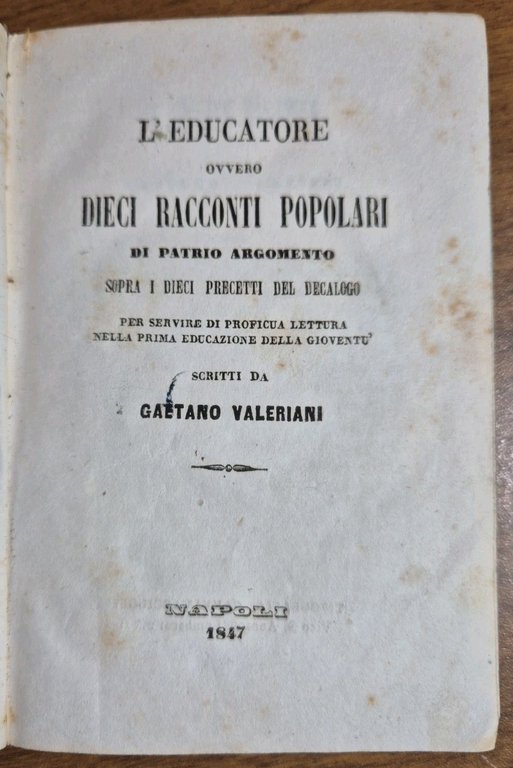 L'EDUCATORE
OVVERO
DIECI RACCONTI POPOLARI
DI PATRIO ARGOMENTO
SOPRA I DIECI PRECETTI DEL DECALOGO
PER SERVIRE DI PROFICUA LETTURA
NELLA PRIMA EDUCAZIONE DELLA GIOVENTU'
SCRITTI DA
GAETANO VALERIANI
NAPOLI
1847